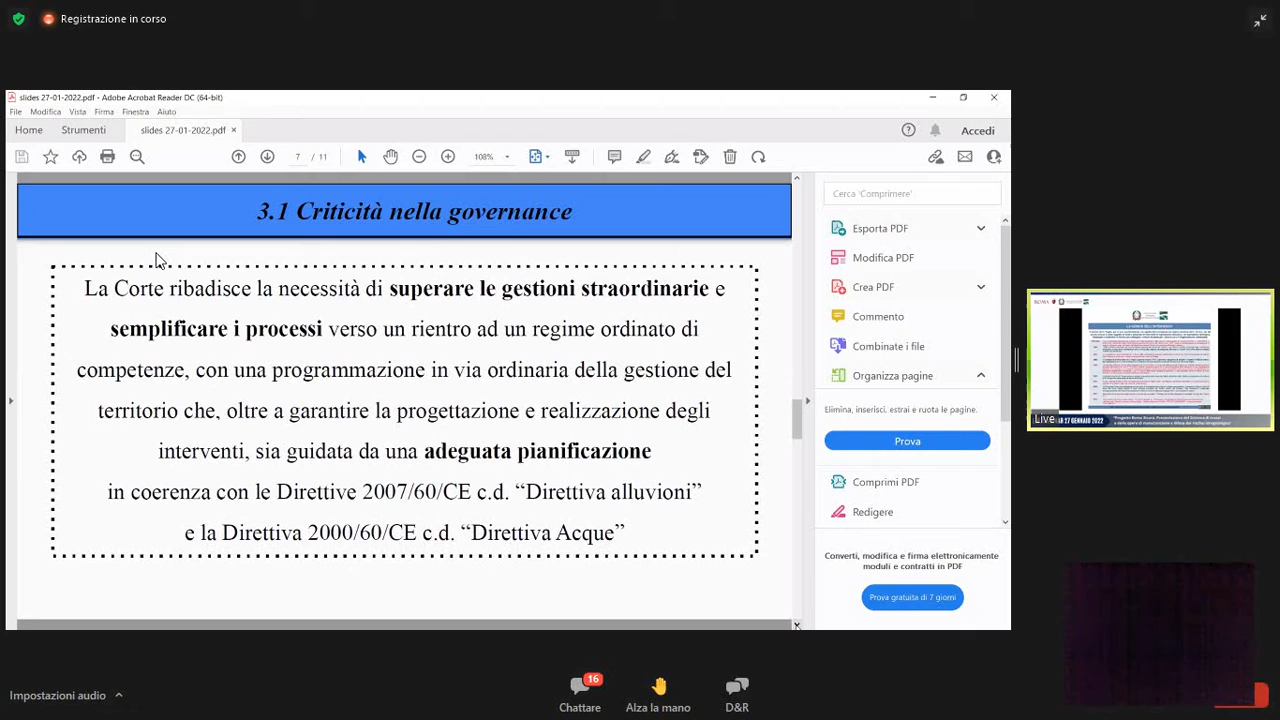 Registrazione in corso
slides 27-01-2022.pdf - Adobe Acrobat Reader DC (64-bit)
File Modifica Vista Firma Finestra Aiuto
Home Strumenti slides 27-01-2022.pdf × Accedi
7 / 11 108%
3.1 Criticità nella governance
La Corte ribadisce la necessità di superare le gestioni straordinarie e
semplificare i processi verso un rientro ad un regime ordinato di
competenze, con una programmazione in via ordinaria della gestione del
territorio che, oltre a garantire la progettazione e realizzazione degli
interventi, sia guidata da una adeguata pianificazione
in coerenza con le Direttive 2007/60/CE c.d. “Direttiva alluvioni”
e la Direttiva 2000/60/CE c.d. “Direttiva Acque”
Cerca 'Comprimere'
Esporta PDF
Modifica PDF
Crea PDF
Commento
Combinate i file
Organizza pagine
Elimina, inserisci, estrai e ruota le pagine.
Prova
Comprimi PDF
Redigere
Converti, modifica e firma elettronicamente
moduli e contratti in PDF
Prova gratuita di 7 giorni
ROMA
Live
27 GENNAIO 2022
Impostazioni audio
16
Chattare
Alza la mano
D&R